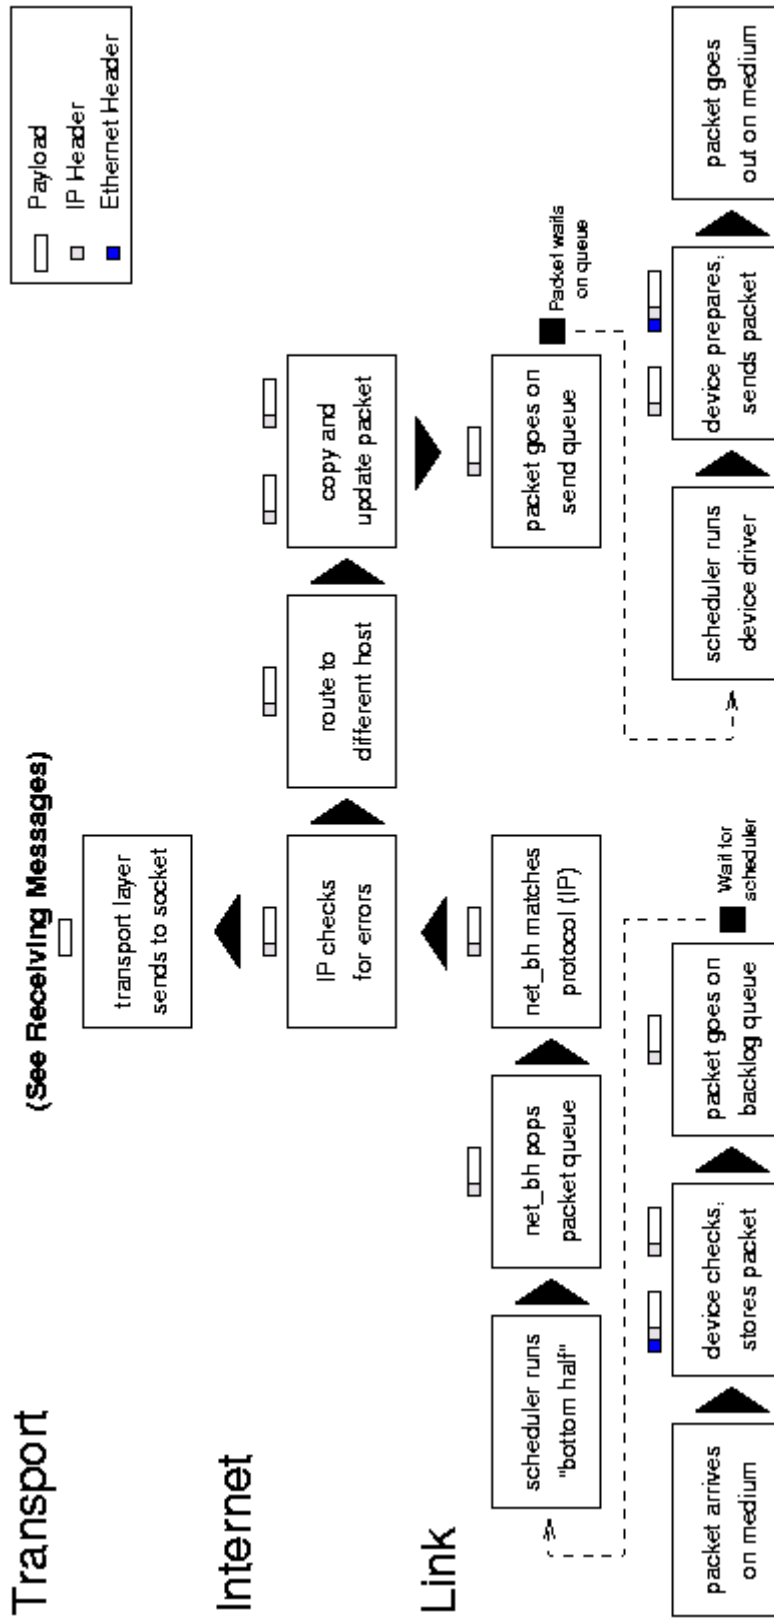 Transport
(See Receiving Messages)
Payload
IP Header
Ethernet Header
transport layer
sends to socket
Internet
IP checks
for errors
route to
different host
copy and
update packet
Link
scheduler runs
"bottom half"
net_bh pops
packet queue
net_bh matches
protocol (IP)
packet goes on
send queue
Packet waits
on queue
packet arrives
on medium
device checks,
stores packet
packet goes on
backlog queue
Wait for
scheduler
scheduler runs
device driver
device prepares,
sends packet
packet goes
out on medium